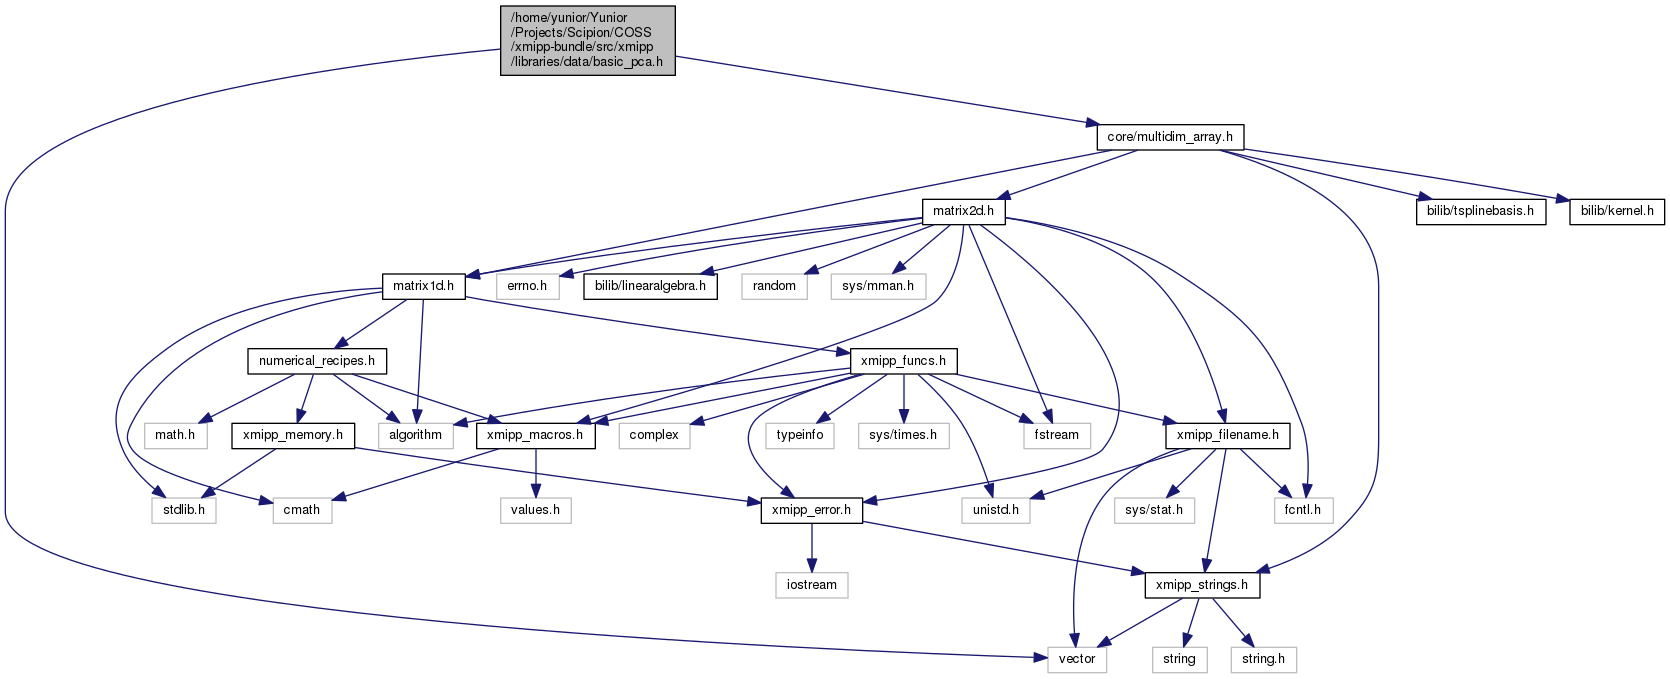 /home/yunior/Yunior
/Projects/Scipion/COSS
/xmipp-bundle/src/xmipp
/libraries/data/basic_pca.h
core/multidim_array.h
matrix2d.h
bilib/tsplinebasis.h
bilib/kernel.h
matrix1d.h
errno.h
bilib/linearalgebra.h
random
sys/mman.h
numerical_recipes.h
xmipp_funcs.h
math.h
xmipp_memory.h
algorithm
xmipp_macros.h
complex
typeinfo
sys/times.h
fstream
xmipp_filename.h
stdlib.h
cmath
values.h
xmipp_error.h
unistd.h
sys/stat.h
fcntl.h
iostream
xmipp_strings.h
vector
string
string.h